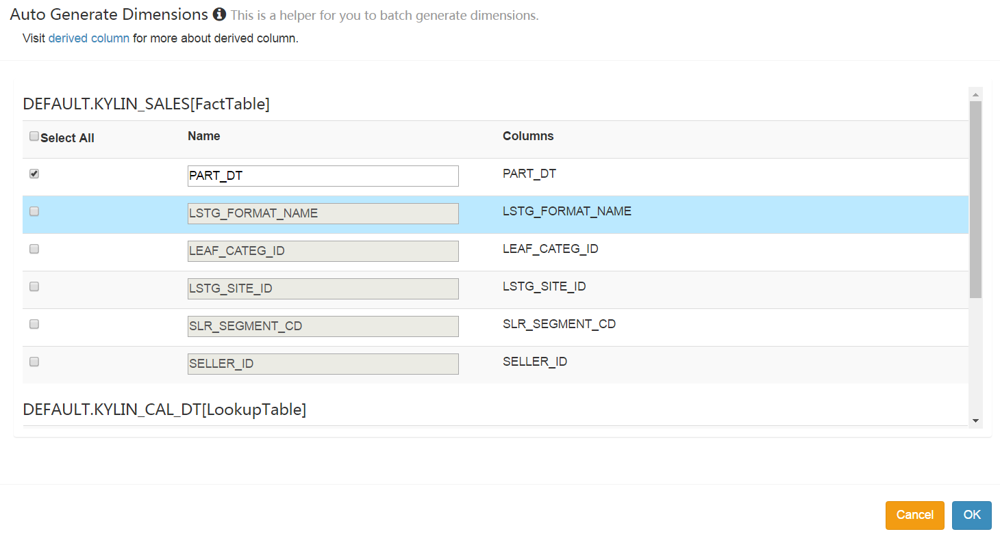 Auto Generate Dimensions This is a helper for you to batch generate dimensions.
Visit derived column for more about derived column.
DEFAULT.KYLIN_SALES[FactTable]
Select All Name Columns
PART_DT PART_DT
LSTG_FORMAT_NAME LSTG_FORMAT_NAME
LEAF_CATEG_ID LEAF_CATEG_ID
LSTG_SITE_ID LSTG_SITE_ID
SLR_SEGMENT_CD SLR_SEGMENT_CD
SELLER_ID SELLER_ID
DEFAULT.KYLIN_CAL_DT[LookupTable]
Cancel OK